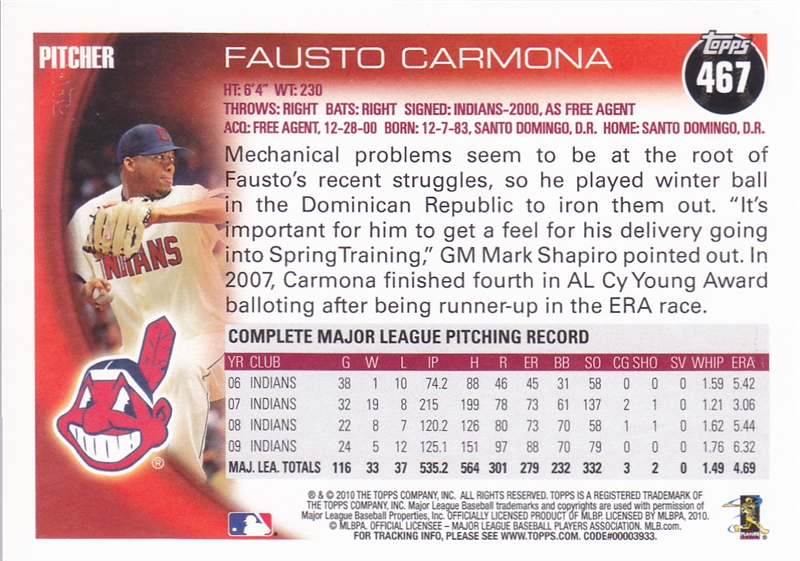 PITCHER
FAUSTO CARMONA
Topps
467
HT: 6'4" WT: 230
THROWS: RIGHT BATS: RIGHT SIGNED: INDIANS-2000, AS FREE AGENT
ACQ: FREE AGENT, 12-28-00 BORN: 12-7-83, SANTO DOMINGO, D.R. HOME: SANTO DOMINGO, D.R.
Mechanical problems seem to be at the root of
Fausto's recent struggles, so he played winter ball
in the Dominican Republic to iron them out. "It's
important for him to get a feel for his delivery going
into Spring Training," GM Mark Shapiro pointed out. In
2007, Carmona finished fourth in AL Cy Young Award
balloting after being runner-up in the ERA race.
INDIANS
COMPLETE MAJOR LEAGUE PITCHING RECORD
YR CLUB G W L IP H R ER BB SO CG SHO SV WHIP ERA
06 INDIANS 38 1 10 74.2 88 46 45 31 58 0 0 0 1.59 5.42
07 INDIANS 32 19 8 215 199 78 73 61 137 2 1 0 1.21 3.06
08 INDIANS 22 8 7 120.2 126 80 73 70 58 1 1 0 1.62 5.44
09 INDIANS 24 5 12 125.1 151 97 88 70 79 0 0 0 1.76 6.32
MAJ. LEA. TOTALS 116 33 37 535.2 564 301 279 232 332 3 2 0 1.49 4.69
® & © 2010 THE TOPPS COMPANY, INC. ALL RIGHTS RESERVED. TOPPS IS A REGISTERED TRADEMARK OF
THE TOPPS COMPANY, INC. Major League Baseball trademarks and copyrights are used with permission of
Major League Baseball Properties, Inc. OFFICIALLY LICENSED PRODUCT OF MLBP. LICENSED BY MLBPA, 2010.
© MLBPA. OFFICIAL LICENSEE – MAJOR LEAGUE BASEBALL PLAYERS ASSOCIATION. MLB.com.
FOR TRACKING INFO, PLEASE SEE WWW.TOPPS.COM. CODE#00003933.